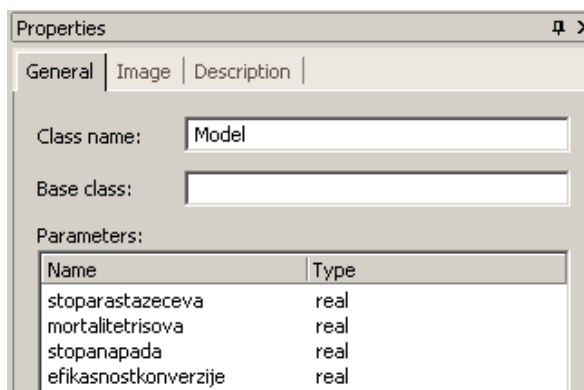 Properties
General Image Description
Class name: Model
Base class:
Parameters:
Name Type
stoparastazeceva real
mortalitetrisova real
stopanapada real
efikasnostkonverzije real